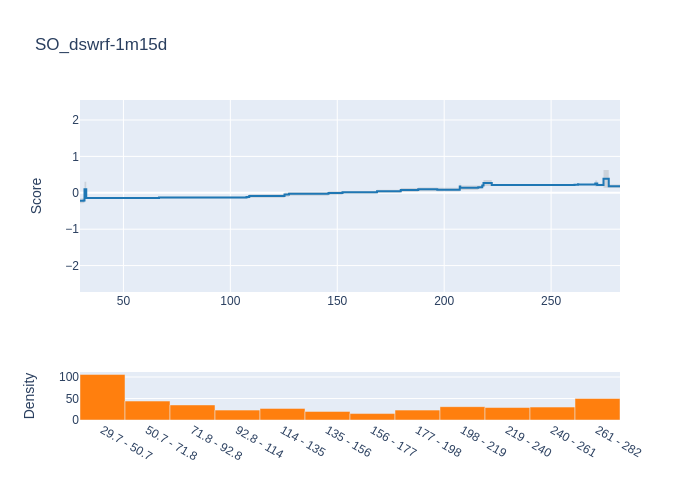 SO_dswrf-1m15d
2
1
0
−1
−2
Score
50
100
150
200
250
100
50
0
Density
29.7 - 50.7
50.7 - 71.8
71.8 - 92.8
92.8 - 114
114 - 135
135 - 156
156 - 177
177 - 198
198 - 219
219 - 240
240 - 261
261 - 282